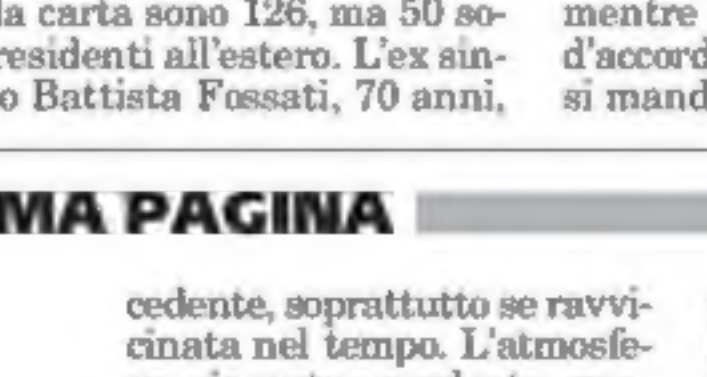 la carta sono 126, ma 50 so-
residenti all'estero. L'ex sin-
o Battista Fossati, 70 anni,
mentre
d'accord
si mand
MA PAGINA
cedente, soprattutto se ravvi-
cinata nel tempo. L'atmosfe-